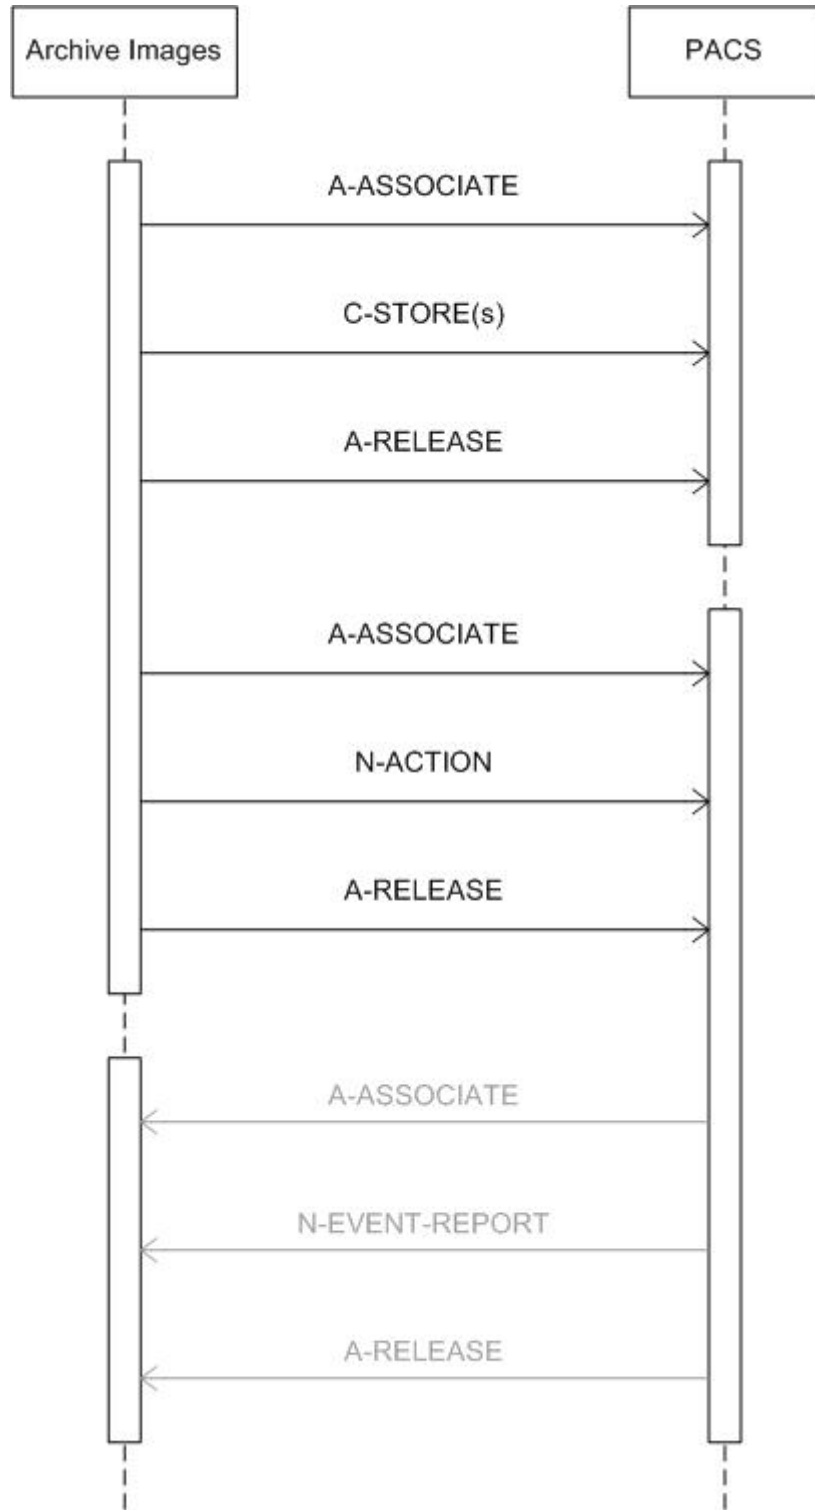 Archive Images
PACS
A-ASSOCIATE
C-STORE(s)
A-RELEASE
A-ASSOCIATE
N-ACTION
A-RELEASE
A-ASSOCIATE
N-EVENT-REPORT
A-RELEASE